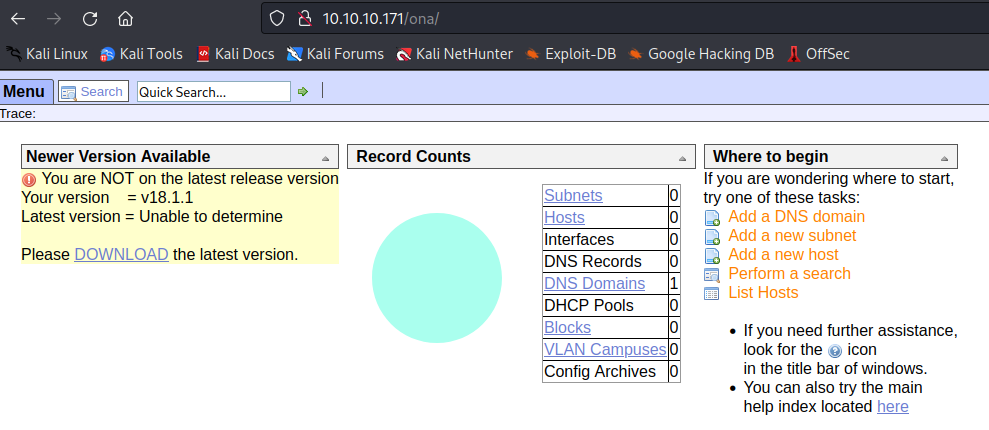 10.10.10.171/ona/
Kali Linux Kali Tools Kali Docs Kali Forums Kali NetHunter Exploit-DB Google Hacking DB OffSec
Menu Search Quick Search...
Trace:
Newer Version Available
You are NOT on the latest release version
Your version = v18.1.1
Latest version = Unable to determine
Please DOWNLOAD the latest version.
Record Counts
Subnets 0
Hosts 0
Interfaces 0
DNS Records 0
DNS Domains 1
DHCP Pools 0
Blocks 0
VLAN Campuses 0
Config Archives 0
Where to begin
If you are wondering where to start,
try one of these tasks:
Add a DNS domain
Add a new subnet
Add a new host
Perform a search
List Hosts
If you need further assistance,
look for the ? icon
in the title bar of windows.
You can also try the main
help index located here